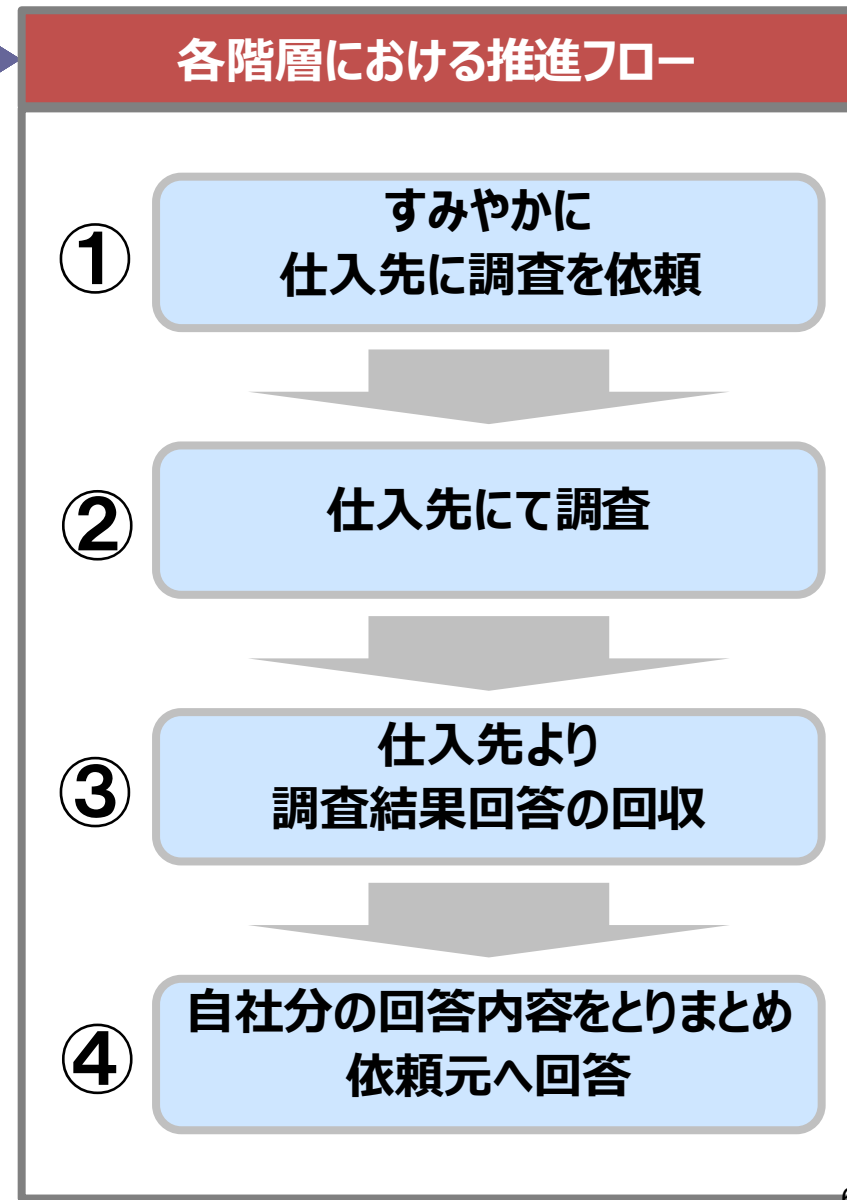 各階層における推進フロー
①
すみやかに
仕入先に調査を依頼
②
仕入先にて調査
③
仕入先より
調査結果回答の回収
④
自社分の回答内容をとりまとめ
依頼元へ回答